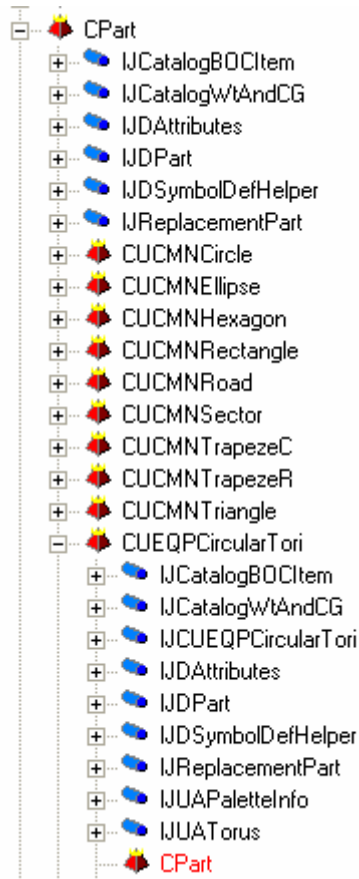 CPart
IJCatalogBOCItem
IJCatalogWtAndCG
IJDAttributes
IJDPart
IJDSymbolDefHelper
IJReplacementPart
CUCMNCircle
CUCMNEllipse
CUCMNHexagon
CUCMNRectangle
CUCMNRoad
CUCMNSector
CUCMNTrapezeC
CUCMNTrapezeR
CUCMNTriangle
CUEQPCircularTori
IJCatalogBOCItem
IJCatalogWtAndCG
IJCUEQPCircularTori
IJDAttributes
IJDPart
IJDSymbolDefHelper
IJReplacementPart
IJUAPaletteInfo
IJUATorus
CPart